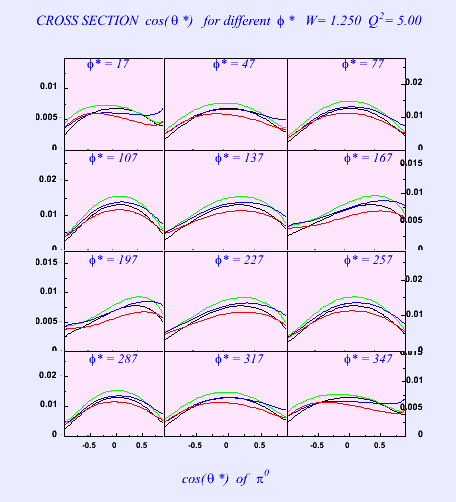 CROSS SECTION cos(θ*) for different ϕ* W= 1.250 Q²= 5.00
ϕ* = 17 ϕ* = 47 ϕ* = 77
0.01 0.02
0.005 0.01
0 0
ϕ* = 107 ϕ* = 137 ϕ* = 167
0.02 0.015
0.01 0.01
0.005
0 0
ϕ* = 197 ϕ* = 227 ϕ* = 257
0.015 0.02
0.01
0.005 0.01
0 0
ϕ* = 287 ϕ* = 317 ϕ* = 347
0.015
0.02 0.01
0.01 0.005
0 0
-0.5 0 0.5 -0.5 0 0.5 -0.5 0 0.5
cos(θ*) of π⁰